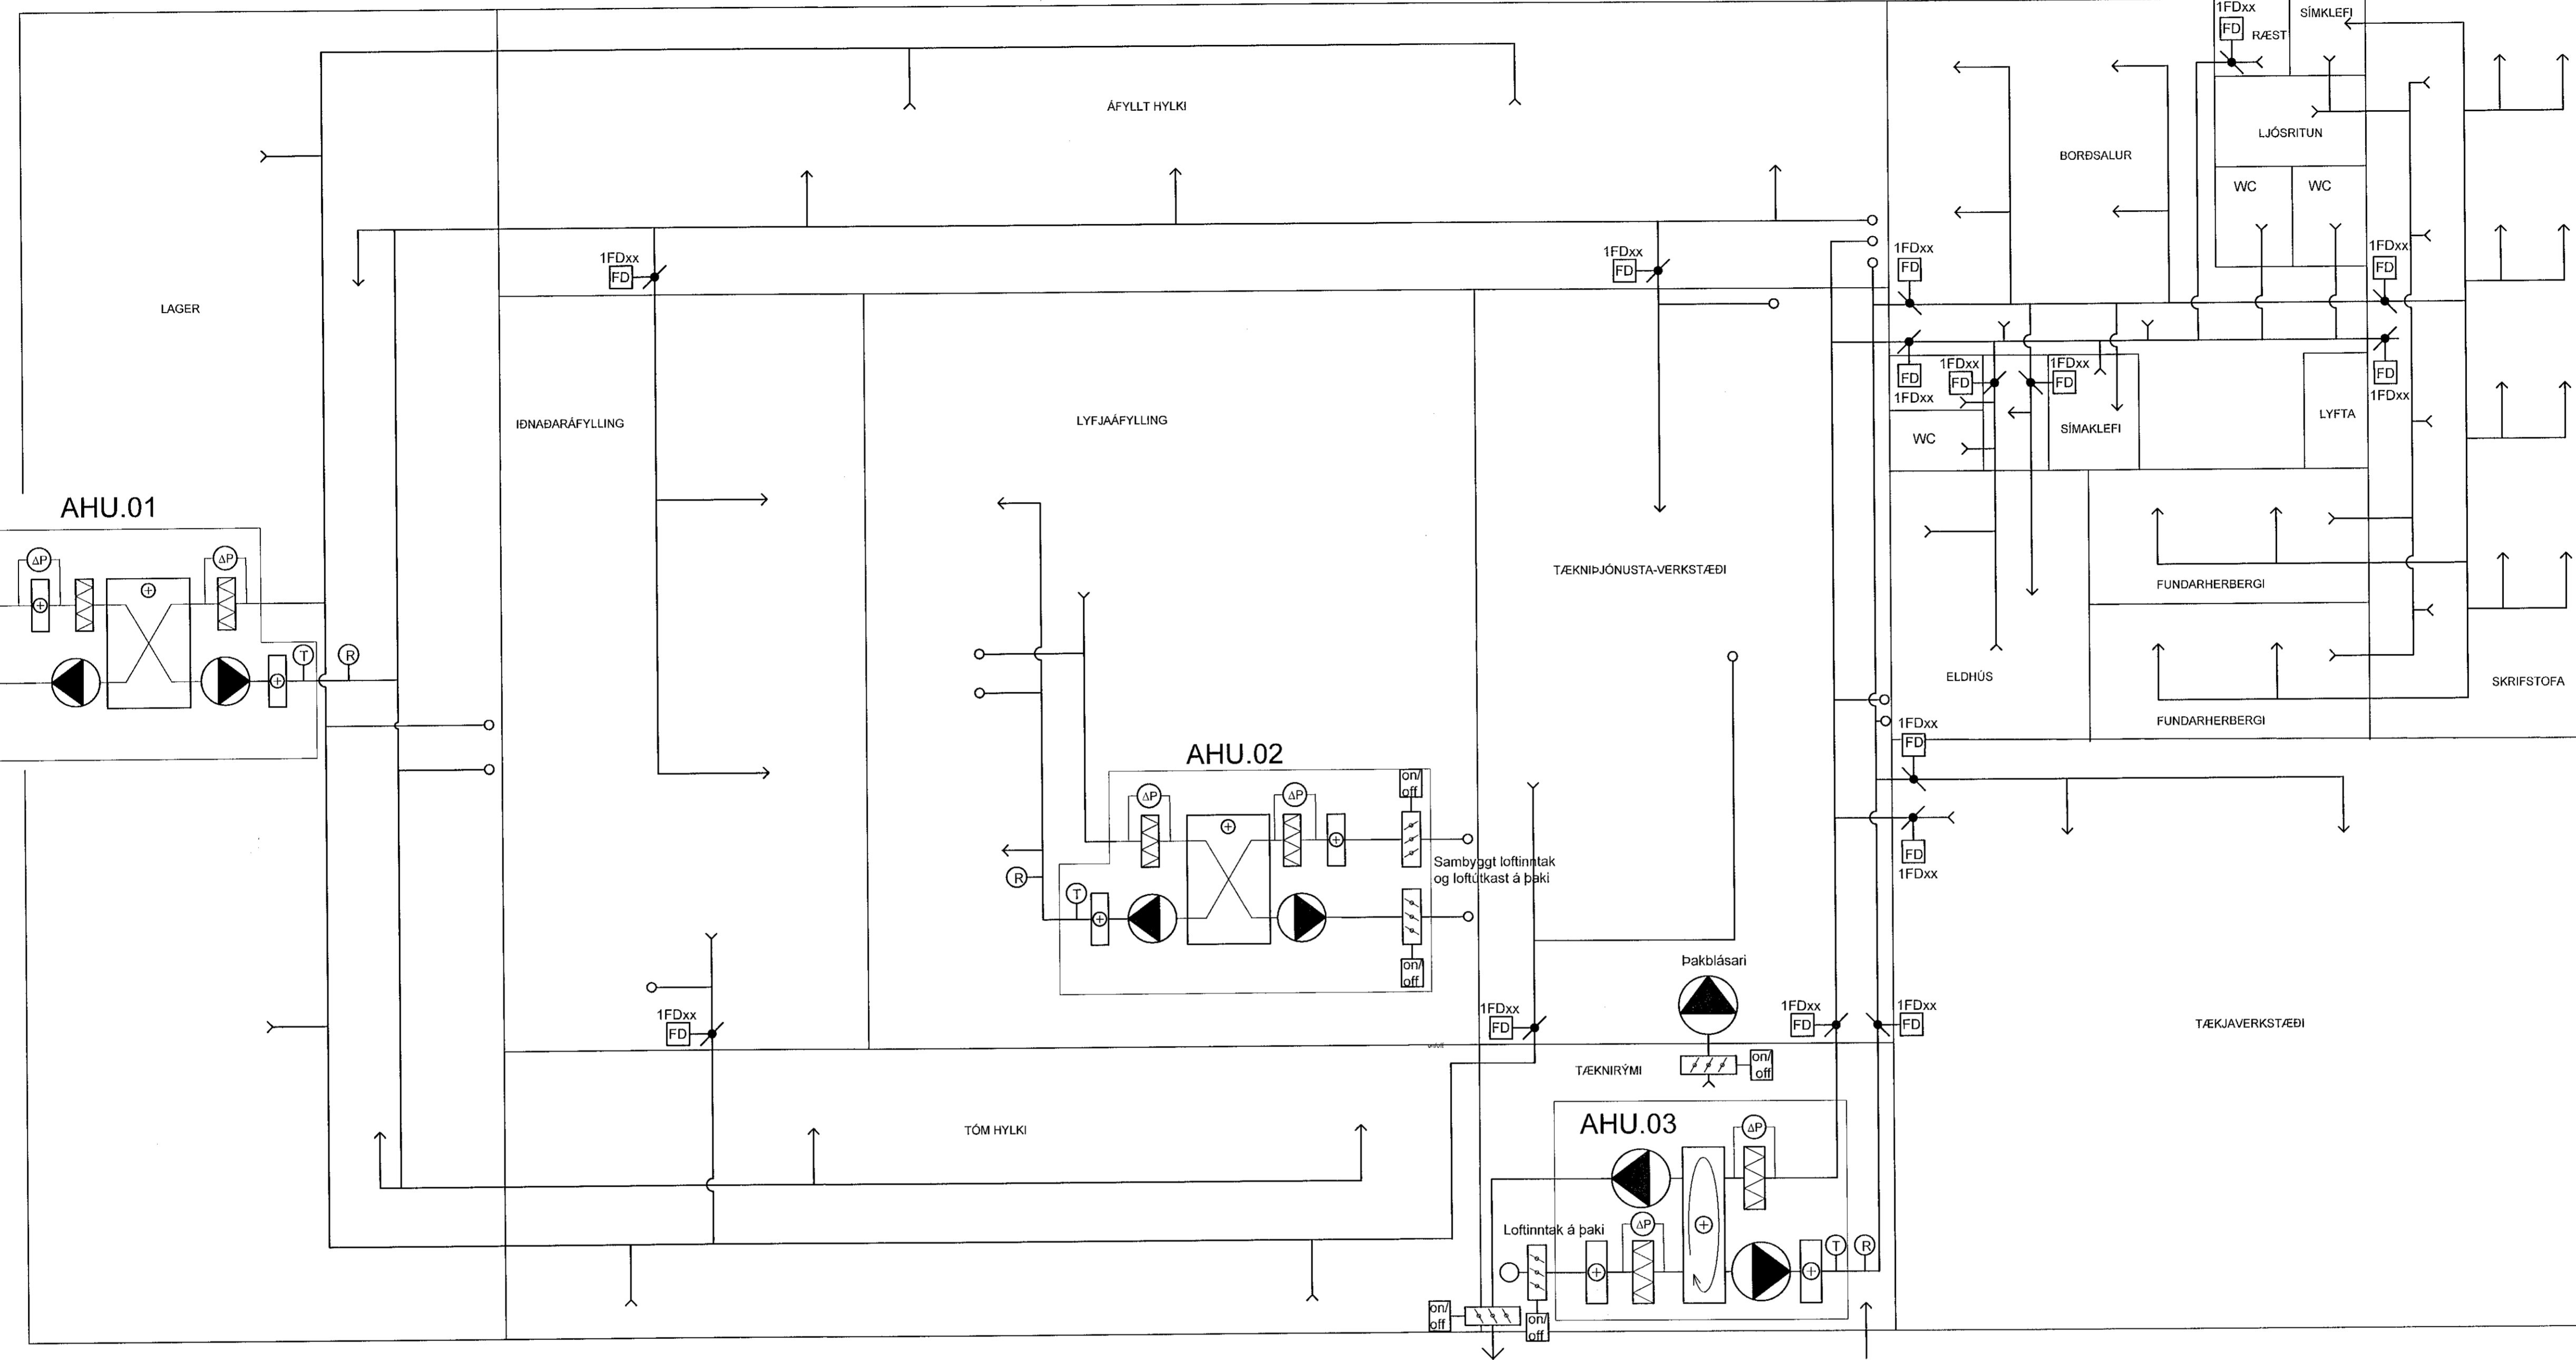 1FDxx
FD
RÆST
SÍMKLEFI
ÁFYLLT HYLKI
LJÓSRITUN
BORÐSALUR
WC
WC
1FDxx
FD
1FDxx
FD
1FDxx
FD
1FDxx
FD
LAGER
FD
1FDxx
1FDxx
FD
1FDxx
FD
FD
1FDxx
IÐNAÐARÁFYLLING
LYFJAÁFYLLING
WC
SÍMAKLEFI
LYFTA
AHU.01
ΔP
ΔP
TÆKNIÞJÓNUSTA-VERKSTÆÐI
FUNDARHERBERGI
T
R
ELDHÚS
SKRIFSTOFA
FUNDARHERBERGI
1FDxx
FD
AHU.02
on/
off
ΔP
ΔP
Sambyggt loftinntak
og loftútkast á þaki
R
T
FD
1FDxx
on/
off
Þakblásari
1FDxx
FD
1FDxx
FD
1FDxx
FD
1FDxx
FD
TÆKJAVERKSTÆÐI
TÆKNIRÝMI
on/
off
TÓM HYLKI
AHU.03
ΔP
Loftinntak á þaki
ΔP
T
R
on/
off
on/
off